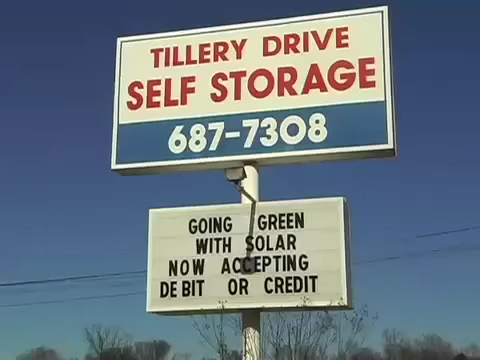 TILLERY DRIVE
SELF STORAGE
687-7308
GOING GREEN
WITH SOLAR
NOW ACCEPTING
DEBIT OR CREDIT